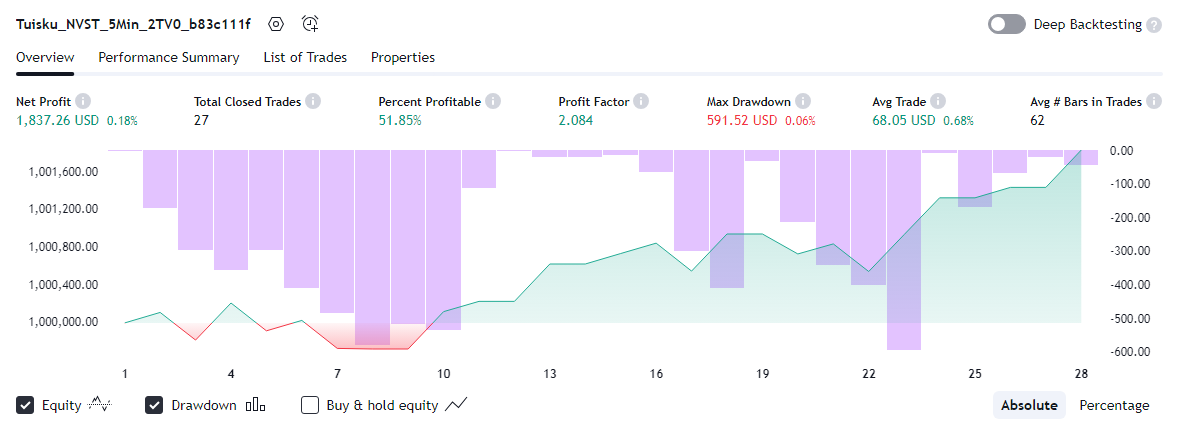 Tuisku_NVST_5Min_2TV0_b83c111f
Deep Backtesting ?
Overview Performance Summary List of Trades Properties
Net Profit Total Closed Trades Percent Profitable Profit Factor Max Drawdown Avg Trade Avg # Bars in Trades
1,837.26 USD 0.18% 27 51.85% 2.084 591.52 USD 0.06% 68.05 USD 0.68% 62
0.00
1,001,600.00
-100.00
1,001,200.00
-200.00
1,000,800.00
-300.00
1,000,400.00
-400.00
1,000,000.00
-500.00
-600.00
1 4 7 10 13 16 19 22 25 28
Equity Drawdown Buy & hold equity Absolute Percentage